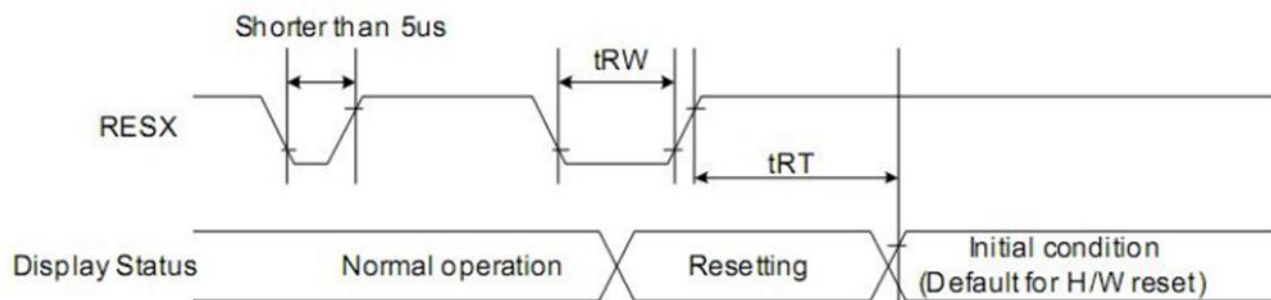 Shorter than 5us
tRW
RESX
tRT
Display Status
Normal operation
Resetting
Initial condition
(Default for H/W reset)